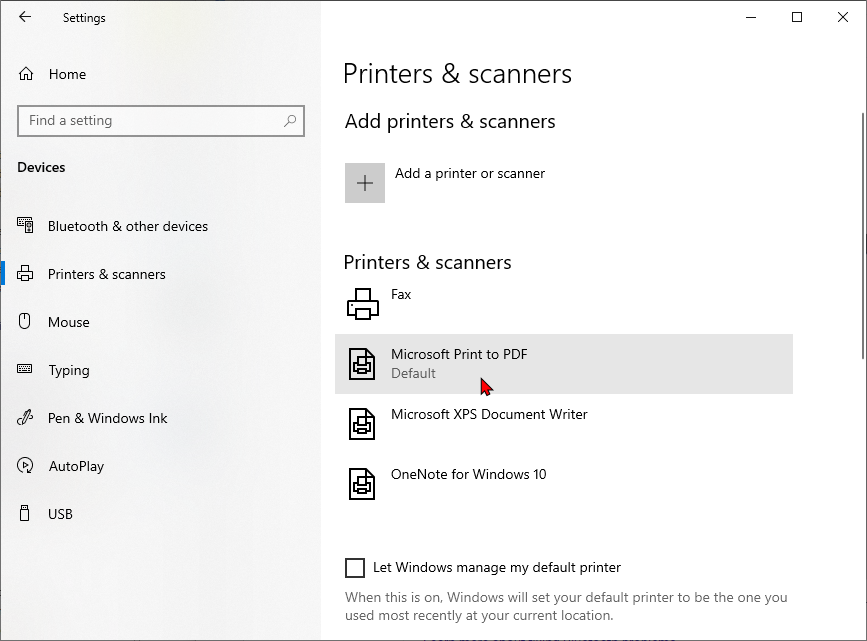 Settings
Home
Find a setting
Devices
Bluetooth & other devices
Printers & scanners
Mouse
Typing
Pen & Windows Ink
AutoPlay
USB
Printers & scanners
Add printers & scanners
Add a printer or scanner
Printers & scanners
Fax
Microsoft Print to PDF
Default
Microsoft XPS Document Writer
OneNote for Windows 10
Let Windows manage my default printer
When this is on, Windows will set your default printer to be the one you
used most recently at your current location.